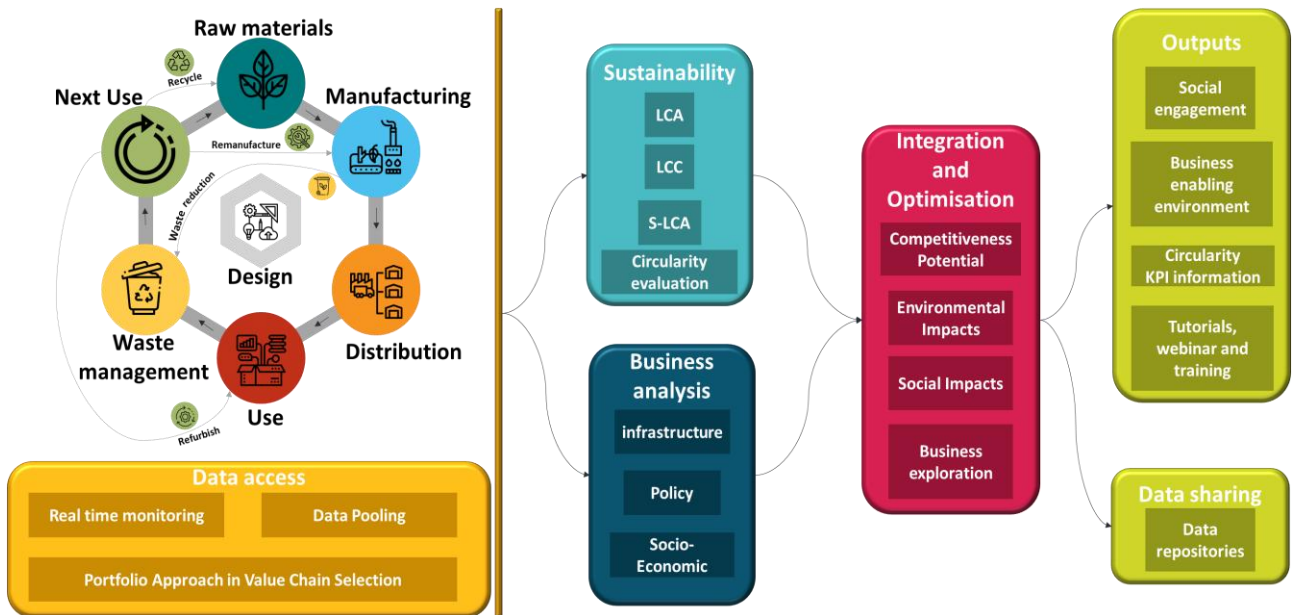 Raw materials
Recycle
Next Use
Manufacturing
Remanufacture
Waste reduction
Design
Waste
management
Distribution
Use
Refurbish
Data access
Real time monitoring
Data Pooling
Portfolio Approach in Value Chain Selection
Sustainability
LCA
LCC
S-LCA
Circularity
evaluation
Business
analysis
infrastructure
Policy
Socio-
Economic
Integration
and
Optimisation
Competitiveness
Potential
Environmental
Impacts
Social Impacts
Business
exploration
Outputs
Social
engagement
Business
enabling
environment
Circularity
KPI information
Tutorials,
webinar and
training
Data sharing
Data
repositories